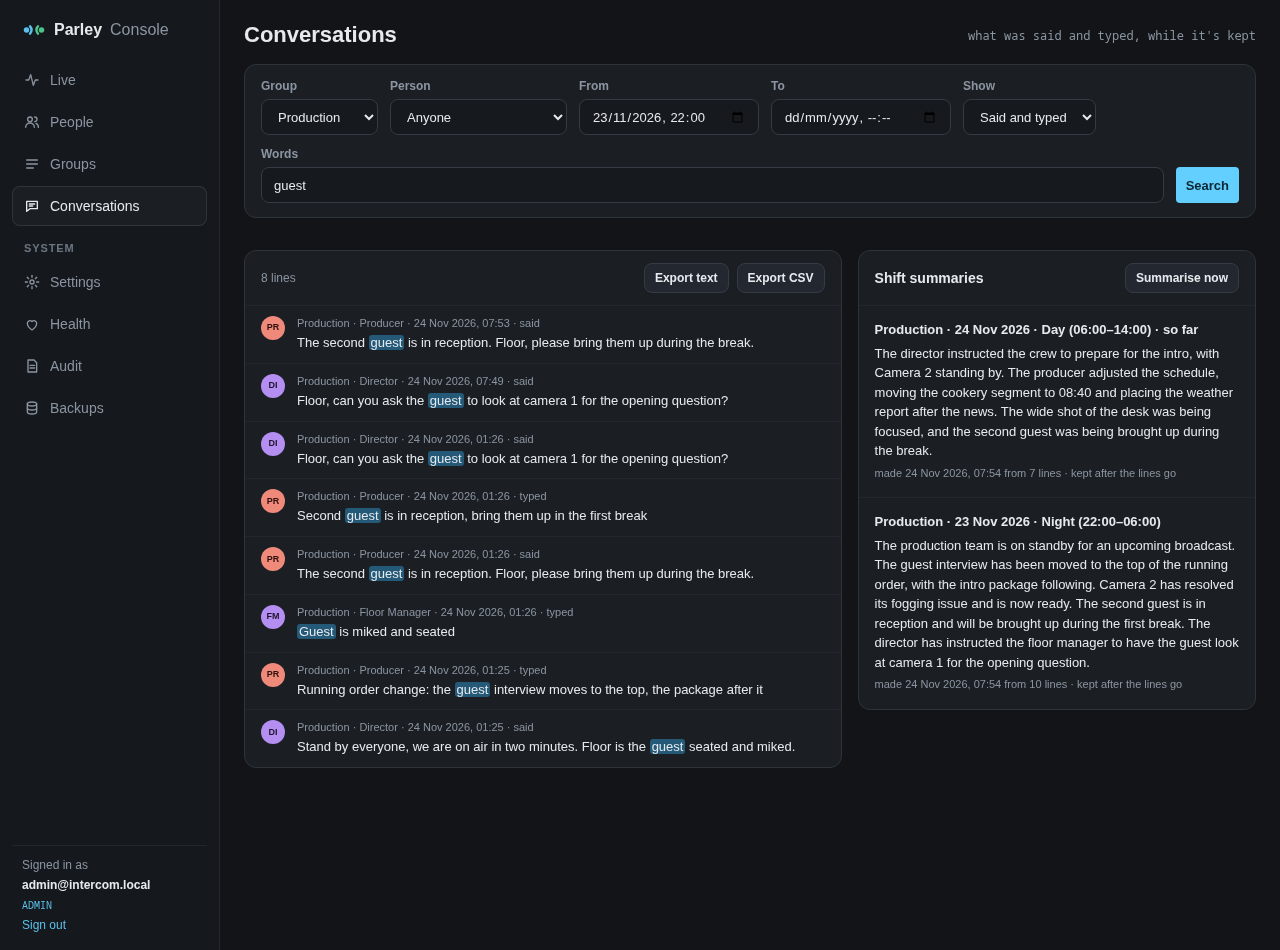 Parley Console
Live
People
Groups
Conversations
SYSTEM
Settings
Health
Audit
Backups
Signed in as
admin@intercom.local
ADMIN
Sign out
Conversations
what was said and typed, while it's kept
Group Person From To Show
Production Anyone 23/11/2026, 22:00 dd/mm/yyyy, --:-- Said and typed
Words
guest Search
8 lines Export text Export CSV
PR Production · Producer · 24 Nov 2026, 07:53 · said
The second guest is in reception. Floor, please bring them up during the break.
DI Production · Director · 24 Nov 2026, 07:49 · said
Floor, can you ask the guest to look at camera 1 for the opening question?
DI Production · Director · 24 Nov 2026, 01:26 · said
Floor, can you ask the guest to look at camera 1 for the opening question?
PR Production · Producer · 24 Nov 2026, 01:26 · typed
Second guest is in reception, bring them up in the first break
PR Production · Producer · 24 Nov 2026, 01:26 · said
The second guest is in reception. Floor, please bring them up during the break.
FM Production · Floor Manager · 24 Nov 2026, 01:26 · typed
Guest is miked and seated
PR Production · Producer · 24 Nov 2026, 01:25 · typed
Running order change: the guest interview moves to the top, the package after it
DI Production · Director · 24 Nov 2026, 01:25 · said
Stand by everyone, we are on air in two minutes. Floor is the guest seated and miked.
Shift summaries Summarise now
Production · 24 Nov 2026 · Day (06:00–14:00) · so far
The director instructed the crew to prepare for the intro, with
Camera 2 standing by. The producer adjusted the schedule,
moving the cookery segment to 08:40 and placing the weather
report after the news. The wide shot of the desk was being
focused, and the second guest was being brought up during
the break.
made 24 Nov 2026, 07:54 from 7 lines · kept after the lines go
Production · 23 Nov 2026 · Night (22:00–06:00)
The production team is on standby for an upcoming broadcast.
The guest interview has been moved to the top of the running
order, with the intro package following. Camera 2 has resolved
its fogging issue and is now ready. The second guest is in
reception and will be brought up during the first break. The
director has instructed the floor manager to have the guest look
at camera 1 for the opening question.
made 24 Nov 2026, 07:54 from 10 lines · kept after the lines go